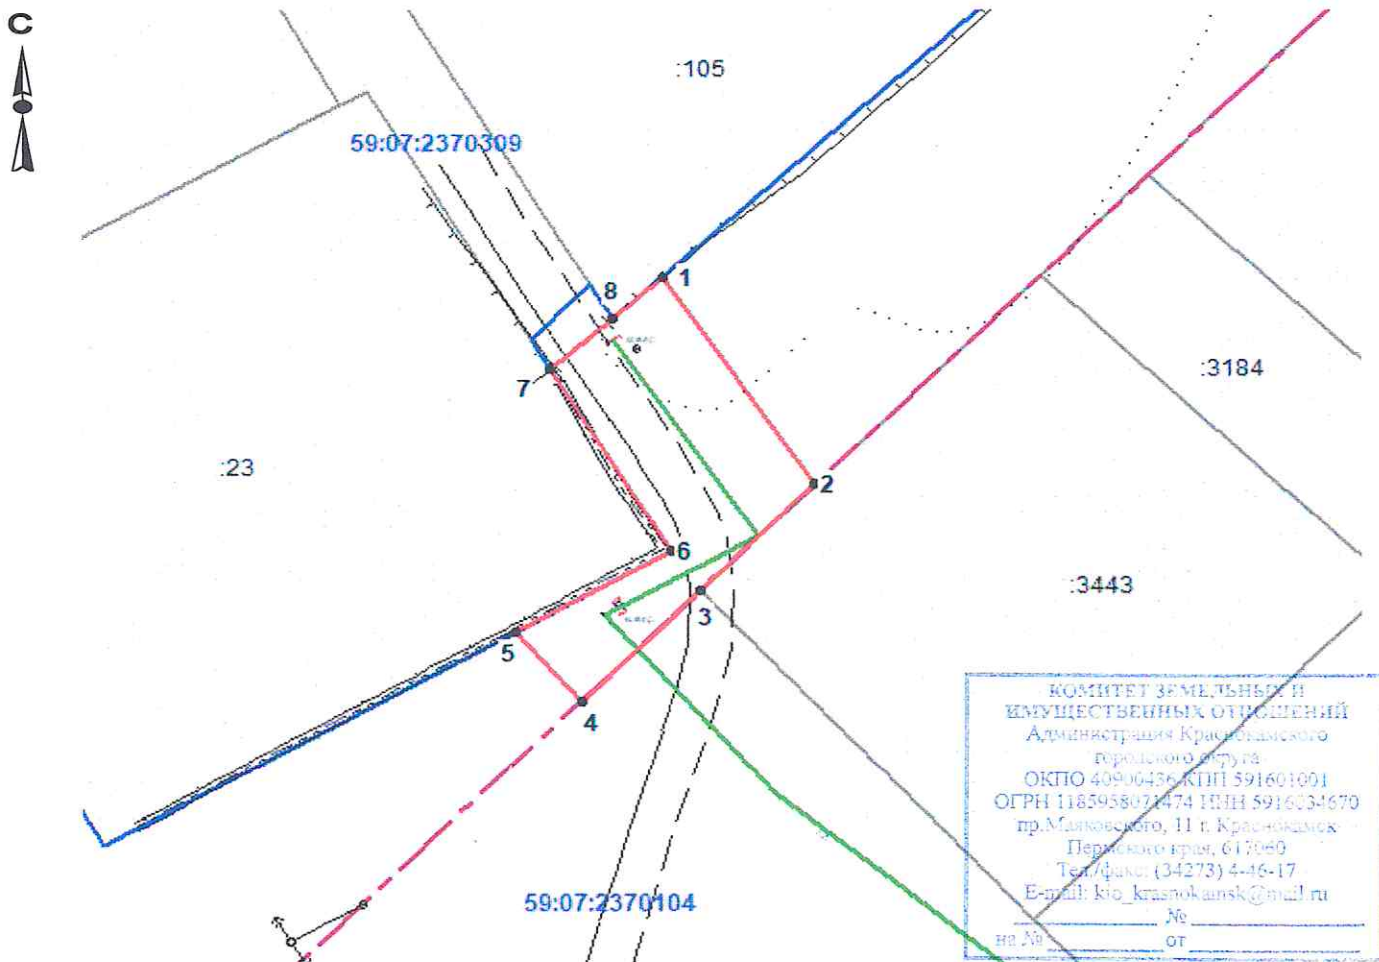 С
:105
59:07:2370309
1
8
7
:3184
:23
2
6
:3443
3
5
4
КОМИТЕТ ЗЕМЕЛЬНЫХ И
ИМУЩЕСТВЕННЫХ ОТНОШЕНИЙ
Администрация Краснокамского
городского округа
ОКПО 40900436 КПП 591601001
ОГРН 1185958071474 ИНН 5916034670
пр.Маяковского, 11 г. Краснокамск
Пермского края, 617060
Тел./факс: (34273) 4-46-17
E-mail: kio_krasnokamsk@mail.ru
№
на № от
59:07:2370104